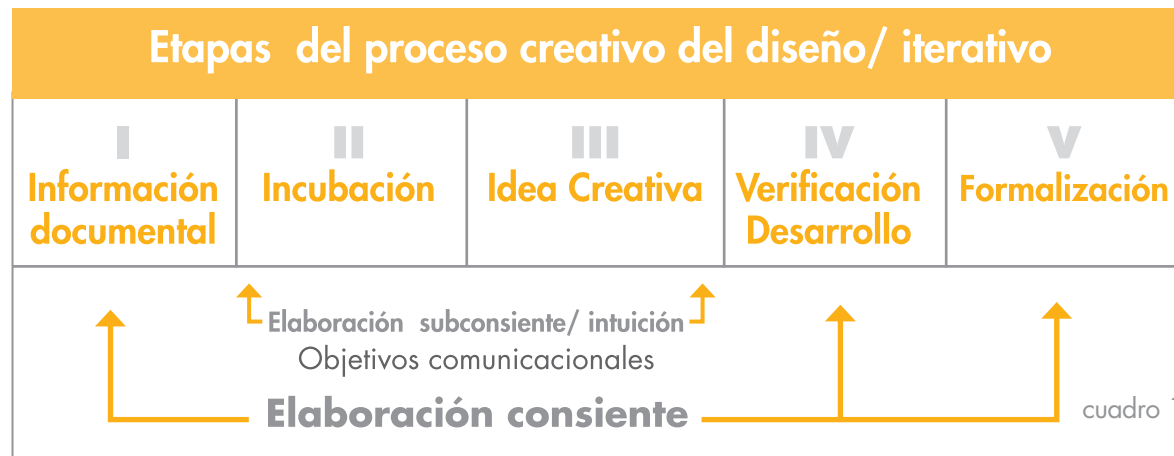 Etapas del proceso creativo del diseño/ iterativo
I
Información
documental
II
Incubación
III
Idea Creativa
IV
Verificación
Desarrollo
V
Formalización
Elaboración subconsiente/ intuición
Objetivos comunicacionales
Elaboración consiente
cuadro